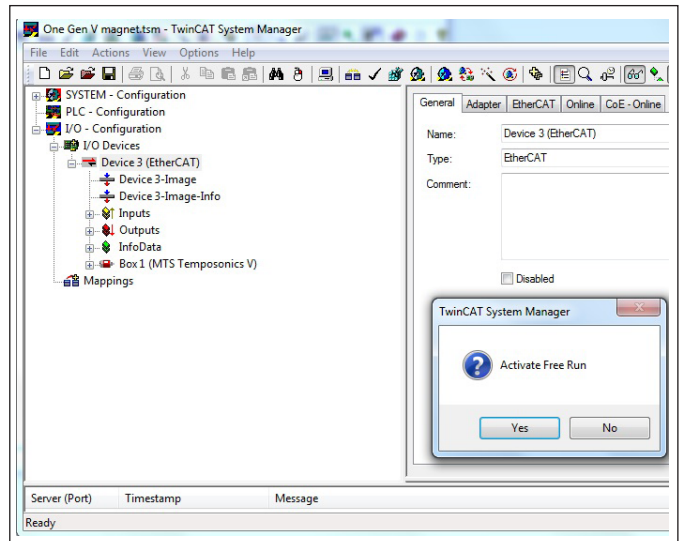 One Gen V magnet.tsm - TwinCAT System Manager
File Edit Actions View Options Help
SYSTEM - Configuration
PLC - Configuration
I/O - Configuration
I/O Devices
Device 3 (EtherCAT)
Device 3-Image
Device 3-Image-Info
Inputs
Outputs
InfoData
Box 1 (MTS Temposonics V)
Mappings
General Adapter EtherCAT Online CoE - Online
Name: Device 3 (EtherCAT)
Type: EtherCAT
Comment:
Disabled
TwinCAT System Manager
Activate Free Run
Yes No
Server (Port) Timestamp Message
Ready